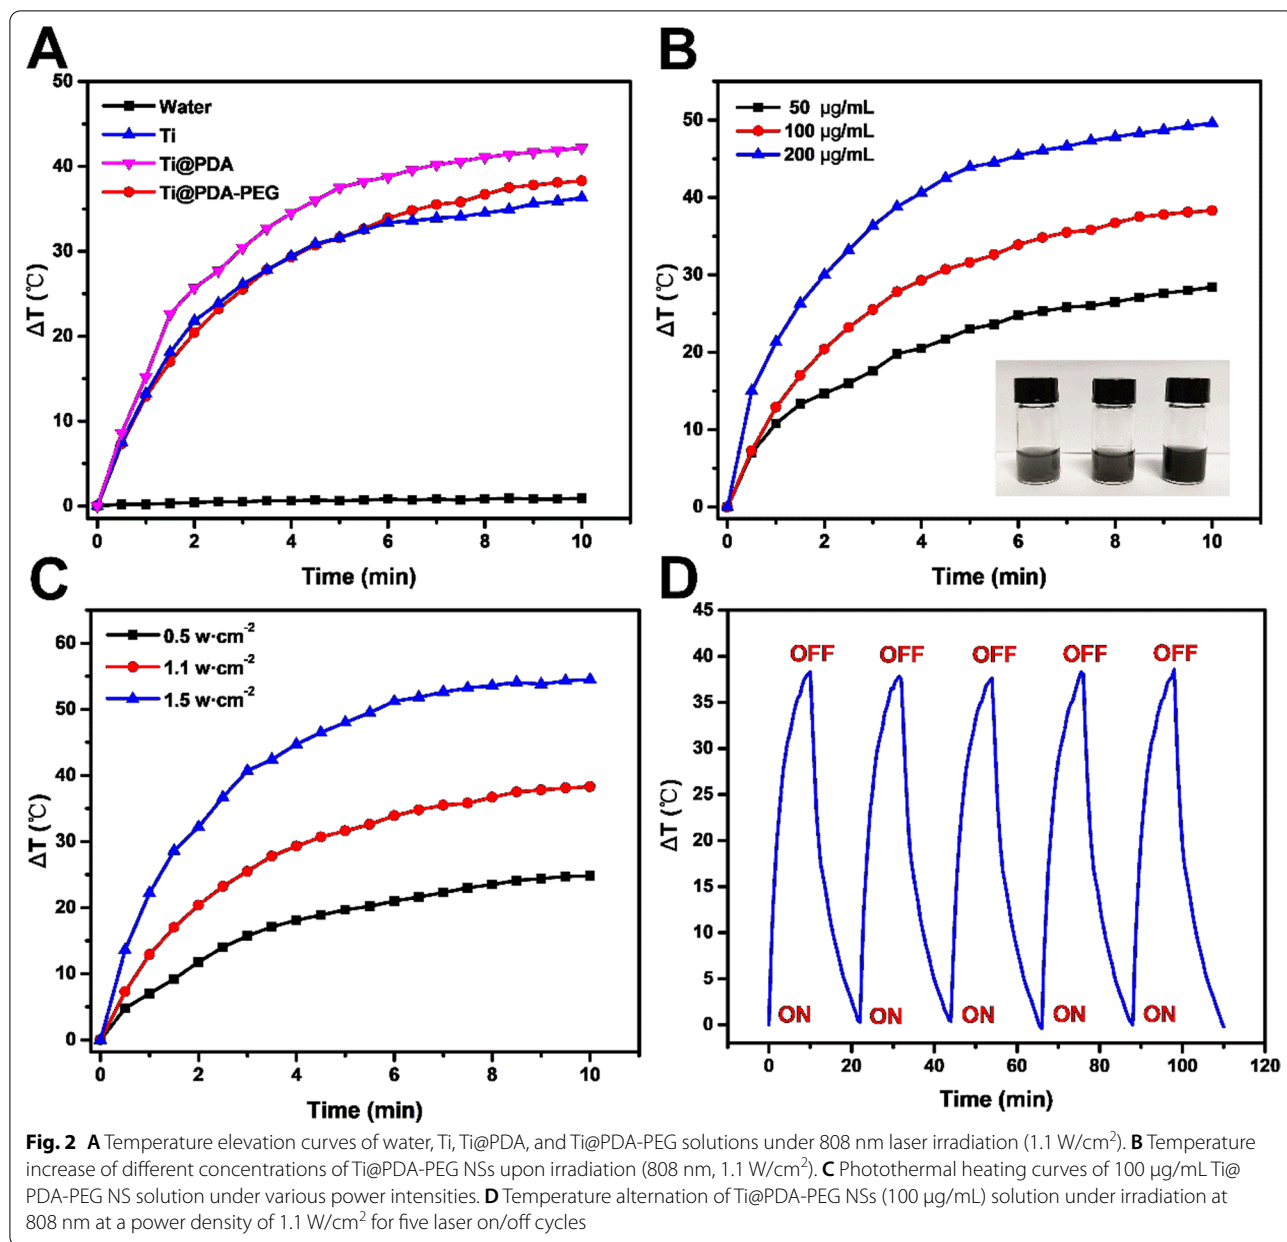 A
50
40
30
20
10
0
ΔT (℃)
Water
Ti
Ti@PDA
Ti@PDA-PEG
0 2 4 6 8 10
Time (min)
B
50
40
30
20
10
0
ΔT (℃)
50 µg/mL
100 µg/mL
200 µg/mL
0 2 4 6 8 10
Time (min)
C
60
50
40
30
20
10
0
ΔT (℃)
0.5 w·cm⁻²
1.1 w·cm⁻²
1.5 w·cm⁻²
0 2 4 6 8 10
Time (min)
D
45
40
35
30
25
20
15
10
5
0
ΔT (℃)
OFF OFF OFF OFF OFF
ON ON ON ON ON
0 20 40 60 80 100 120
Time (min)
Fig. 2 A Temperature elevation curves of water, Ti, Ti@PDA, and Ti@PDA-PEG solutions under 808 nm laser irradiation (1.1 W/cm²). B Temperature
increase of different concentrations of Ti@PDA-PEG NSs upon irradiation (808 nm, 1.1 W/cm²). C Photothermal heating curves of 100 µg/mL Ti@
PDA-PEG NS solution under various power intensities. D Temperature alternation of Ti@PDA-PEG NSs (100 µg/mL) solution under irradiation at
808 nm at a power density of 1.1 W/cm² for five laser on/off cycles